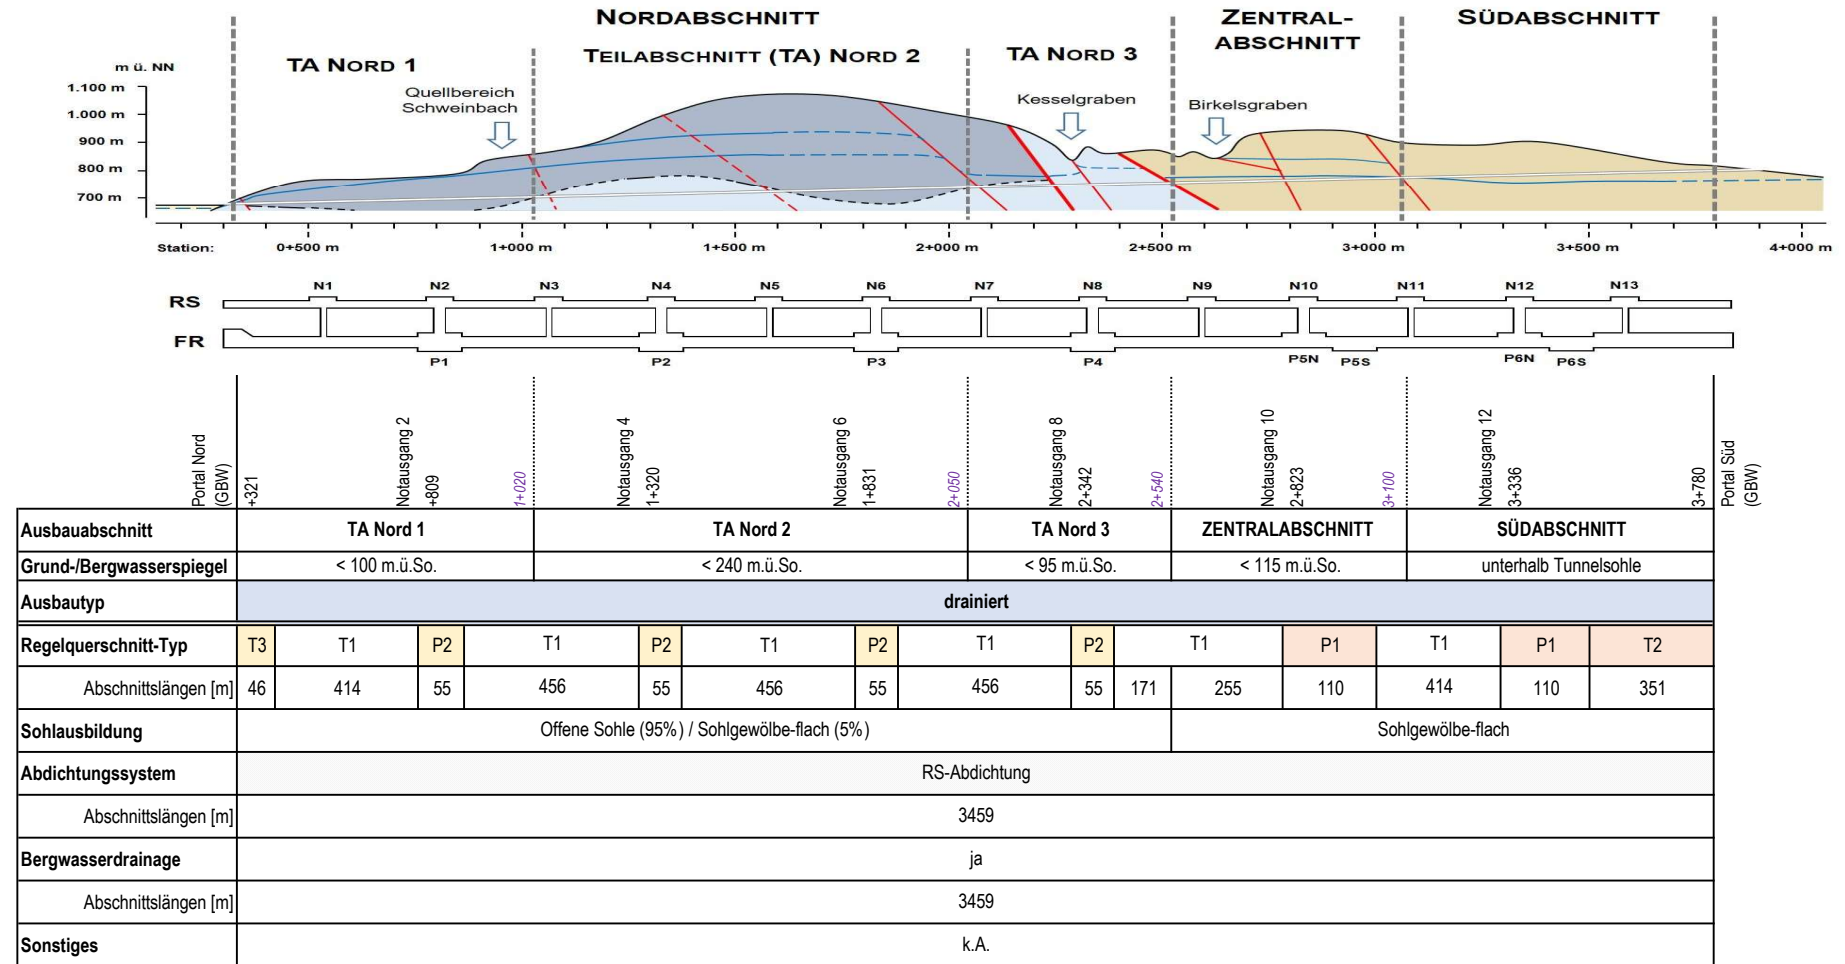 NORDABSCHNITT
ZENTRAL-
ABSCHNITT
SÜDABSCHNITT
TA NORD 1
TEILABSCHNITT (TA) NORD 2
TA NORD 3
m ü. NN
1.100 m
1.000 m
900 m
800 m
700 m
Quellbereich
Schweinbach
Kesselgraben
Birkelsgraben
Station:
0+500 m
1+000 m
1+500 m
2+000 m
2+500 m
3+000 m
3+500 m
4+000 m
RS
N1 N2 N3 N4 N5 N6 N7 N8 N9 N10 N11 N12 N13
FR
P1 P2 P3 P4 P5N P5S P6N P6S
Portal Nord
(GBW)
+321
Notausgang 2
+809
1+020
Notausgang 4
1+320
Notausgang 6
1+831
2+050
Notausgang 8
2+342
2+540
Notausgang 10
2+823
3+100
Notausgang 12
3+336
3+780
Portal Süd
(GBW)
Ausbauabschnitt TA Nord 1 TA Nord 2 TA Nord 3 ZENTRALABSCHNITT SÜDABSCHNITT
Grund-/Bergwasserspiegel < 100 m.ü.So. < 240 m.ü.So. < 95 m.ü.So. < 115 m.ü.So. unterhalb Tunnelsohle
Ausbautyp drainiert
Regelquerschnitt-Typ T3 T1 P2 T1 P2 T1 P2 T1 P2 T1 P1 T1 P1 T2
Abschnittslängen [m] 46 414 55 456 55 456 55 456 55 171 255 110 414 110 351
Sohlausbildung Offene Sohle (95%) / Sohlgewölbe-flach (5%) Sohlgewölbe-flach
Abdichtungssystem RS-Abdichtung
Abschnittslängen [m] 3459
Bergwasserdrainage ja
Abschnittslängen [m] 3459
Sonstiges k.A.